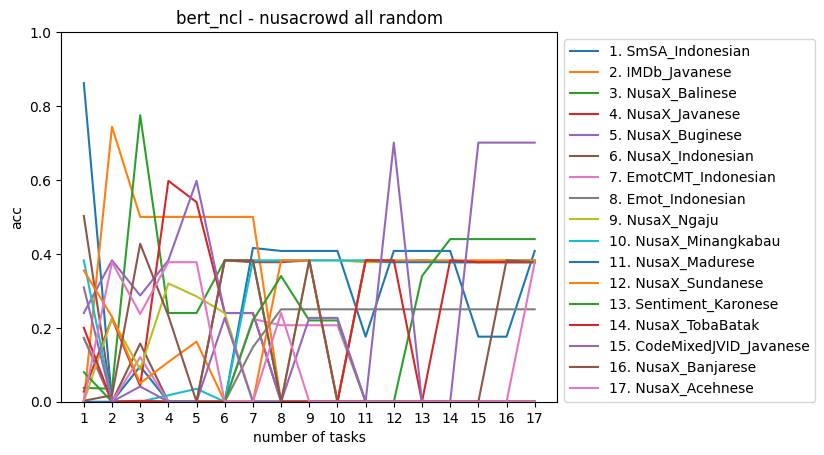 bert_ncl - nusacrowd all random
1.0
0.8
0.6
0.4
0.2
0.0
acc
1 2 3 4 5 6 7 8 9 10 11 12 13 14 15 16 17
number of tasks
1. SmSA_Indonesian
2. IMDb_Javanese
3. NusaX_Balinese
4. NusaX_Javanese
5. NusaX_Buginese
6. NusaX_Indonesian
7. EmotCMT_Indonesian
8. Emot_Indonesian
9. NusaX_Ngaju
10. NusaX_Minangkabau
11. NusaX_Madurese
12. NusaX_Sundanese
13. Sentiment_Karonese
14. NusaX_TobaBatak
15. CodeMixedJVID_Javanese
16. NusaX_Banjarese
17. NusaX_Acehnese